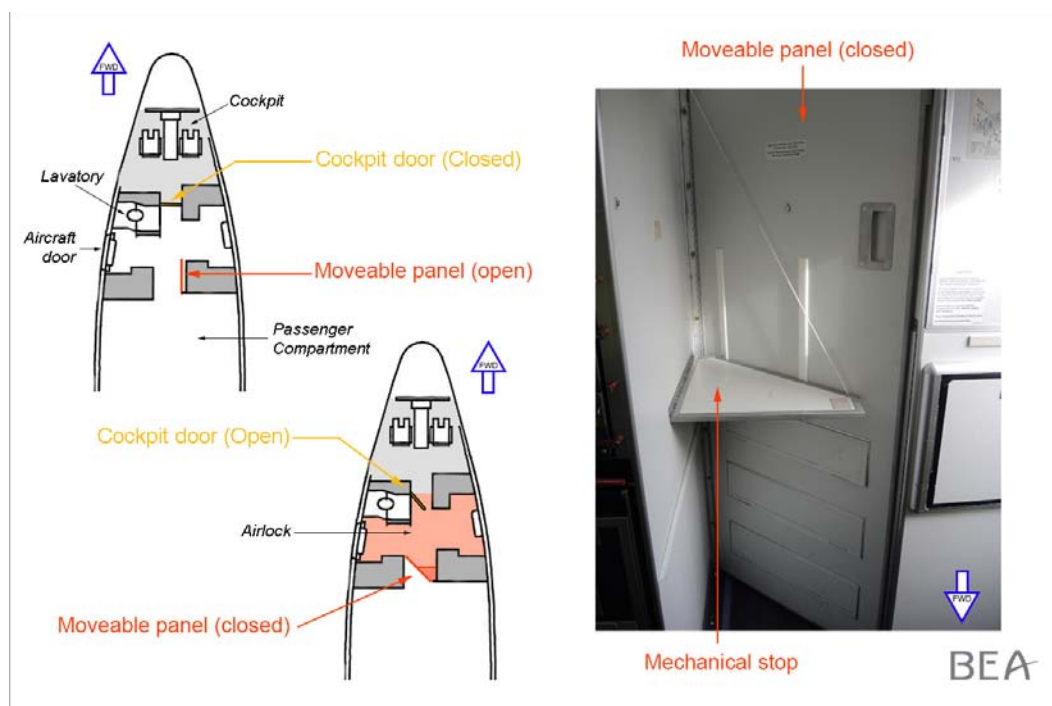 FWD
Cockpit
Cockpit door (Closed)
Lavatory
Aircraft
door
Moveable panel (open)
Passenger
Compartment
FWD
Cockpit door (Open)
Airlock
Moveable panel (closed)
Moveable panel (closed)
FWD
Mechanical stop
BEA